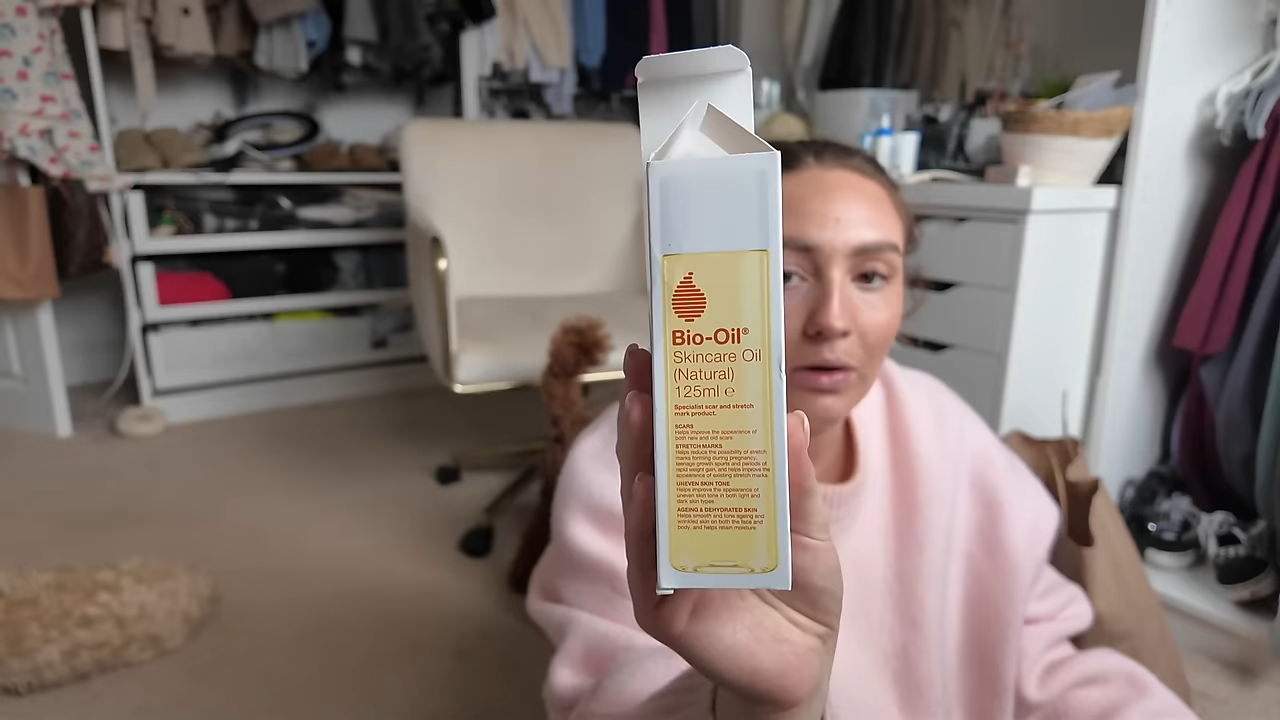 Bio-Oil®
Skincare Oil
(Natural)
125ml ℮
Specialist scar and stretch
mark product.
SCARS
Helps improve the appearance of
both new and old scars
STRETCH MARKS
Helps reduce the possibility of stretch
marks forming during pregnancy,
teenage growth spurts and periods of
rapid weight gain, and helps improve the
appearance of existing stretch marks.
UNEVEN SKIN TONE
Helps improve the appearance of
uneven skin tone in both light and
dark skin types.
AGEING & DEHYDRATED SKIN
Helps smooth and tone ageing and
wrinkled skin on both the face and
body, and helps retain moisture